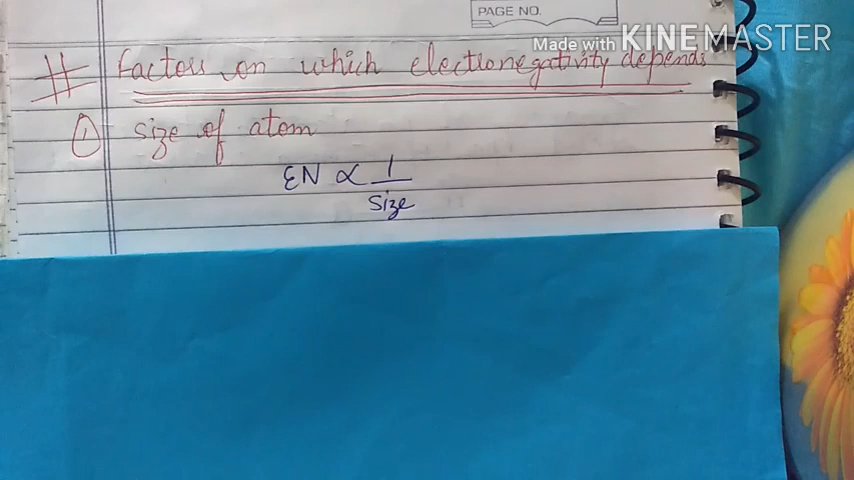 PAGE NO.
Made with KINEMASTER
# Factors on which electronegativity depends
① size of atom
EN ∝ 1
size